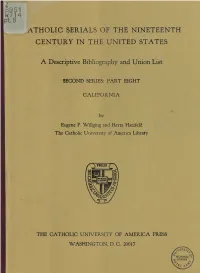 CATHOLIC SERIALS OF THE NINETEENTH
CENTURY IN THE UNITED STATES
A Descriptive Bibliography and Union List
SECOND SERIES: PART EIGHT
CALIFORNIA
by
Eugene P. Willging and Herta Hatzfeld
The Catholic University of America Library
THE CATHOLIC UNIVERSITY OF AMERICA PRESS
WASHINGTON, D. C. 20017